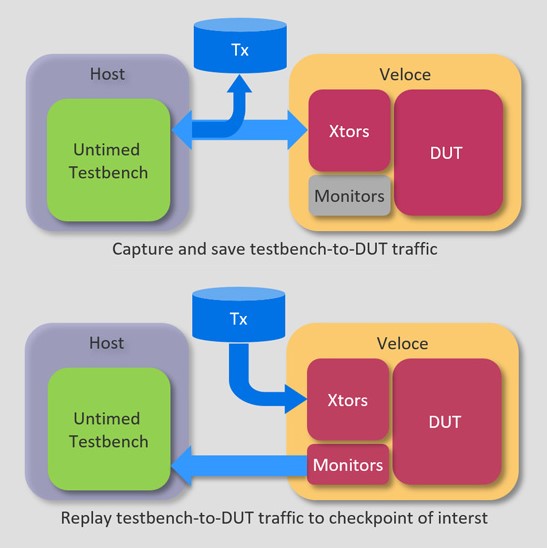 Tx
Host
Veloce
Untimed
Testbench
Xtors
DUT
Monitors
Capture and save testbench-to-DUT traffic
Tx
Host
Veloce
Untimed
Testbench
Xtors
DUT
Monitors
Replay testbench-to-DUT traffic to checkpoint of interst